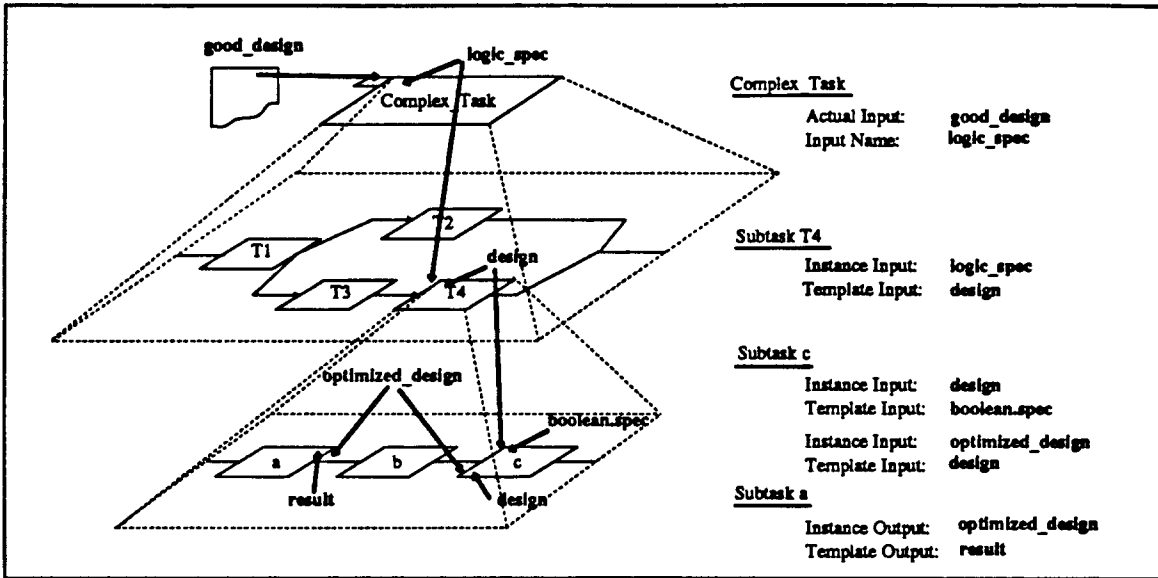 good_design
logic_spec
Complex_Task
T2
T1
design
T3
T4
optimized_design
boolean.spec
a
b
c
result
design
Complex_Task
Actual Input: good_design
Input Name: logic_spec
Subtask T4
Instance Input: logic_spec
Template Input: design
Subtask c
Instance Input: design
Template Input: boolean.spec
Instance Input: optimized_design
Template Input: design
Subtask a
Instance Output: optimized_design
Template Output: result